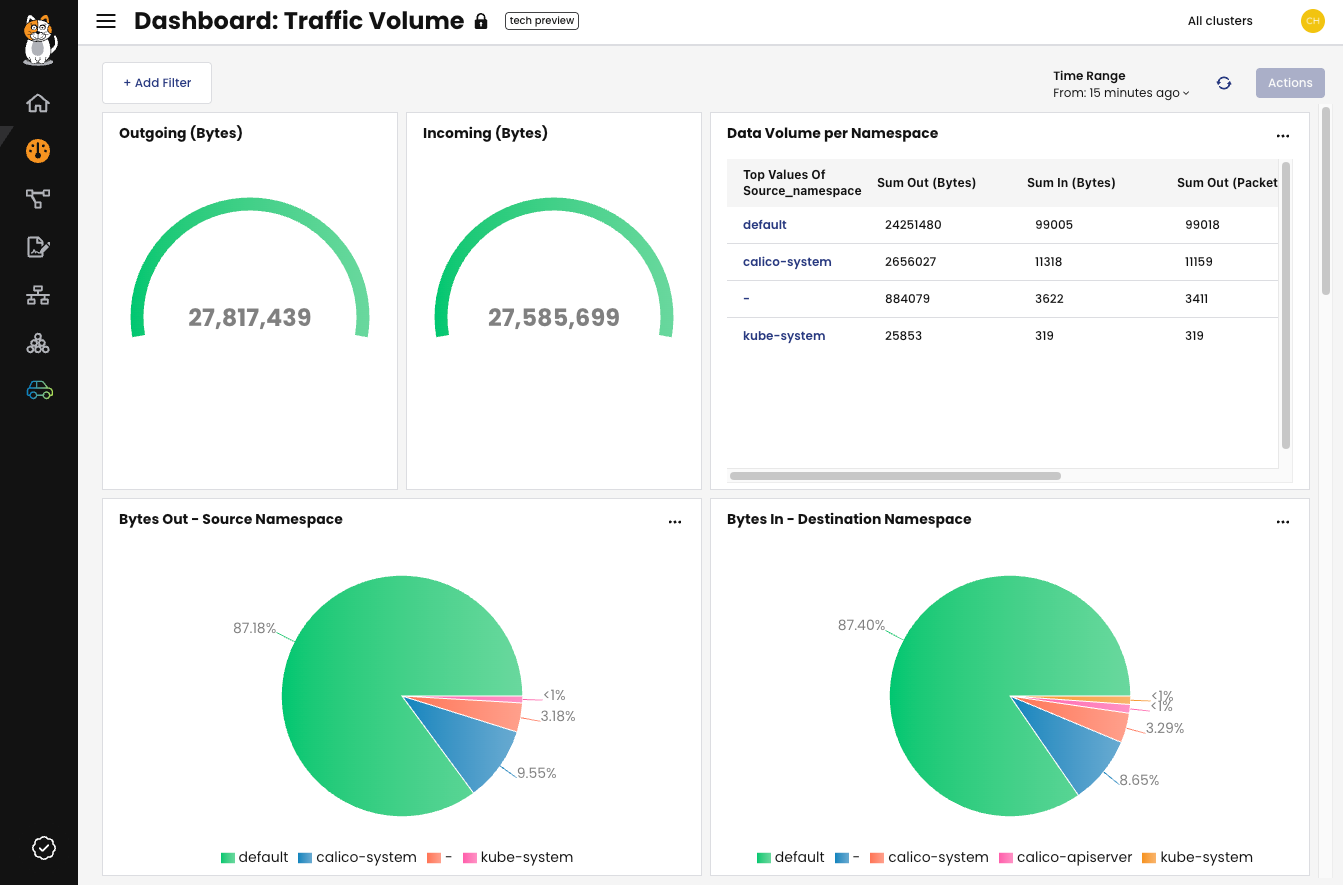 Dashboard: Traffic Volume
tech preview
All clusters
CH
+ Add Filter
Time Range
From: 15 minutes ago
Actions
Outgoing (Bytes)
27,817,439
Incoming (Bytes)
27,585,699
Data Volume per Namespace
Top Values Of Source_namespace Sum Out (Bytes) Sum In (Bytes) Sum Out (Packet
default 24251480 99005 99018
calico-system 2656027 11318 11159
- 884079 3622 3411
kube-system 25853 319 319
Bytes Out - Source Namespace
87.18%
<1%
3.18%
9.55%
default calico-system - kube-system
Bytes In - Destination Namespace
87.40%
<1%
<1%
3.29%
8.65%
default - calico-system calico-apiserver kube-system